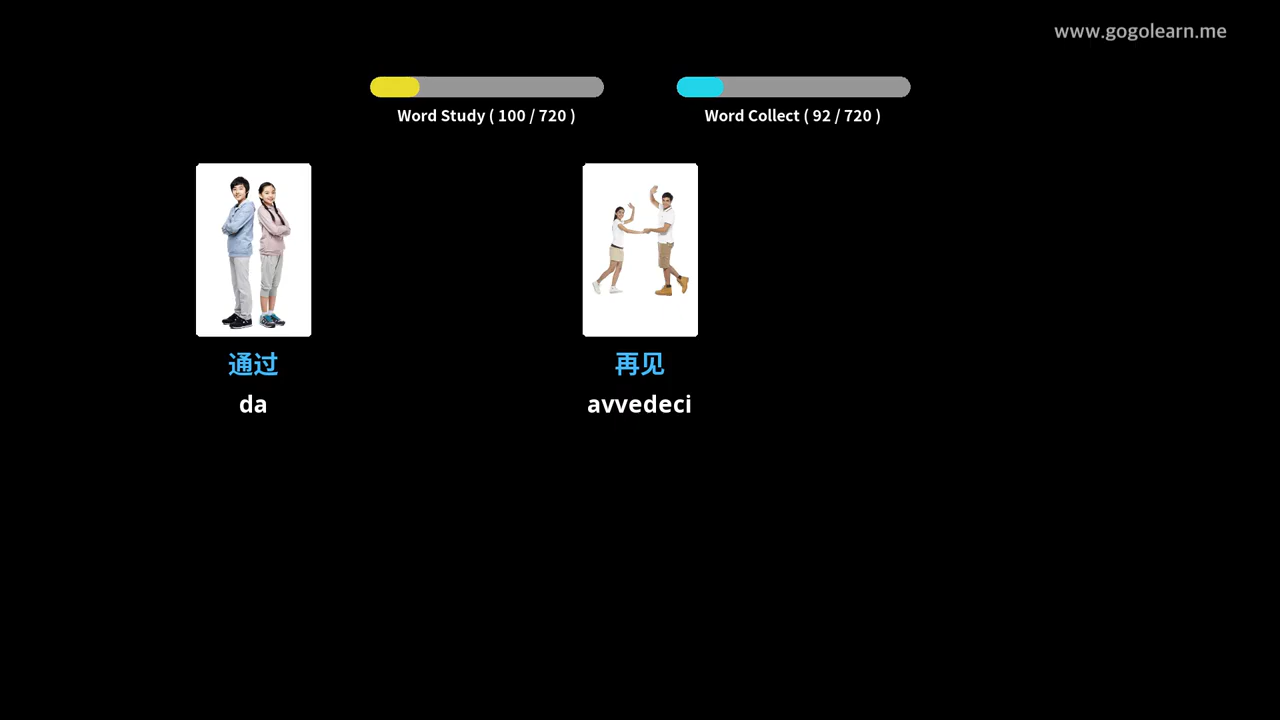 www.gogolearn.me
Word Study ( 100 / 720 )
Word Collect ( 92 / 720 )
通过
da
再见
avvedeci